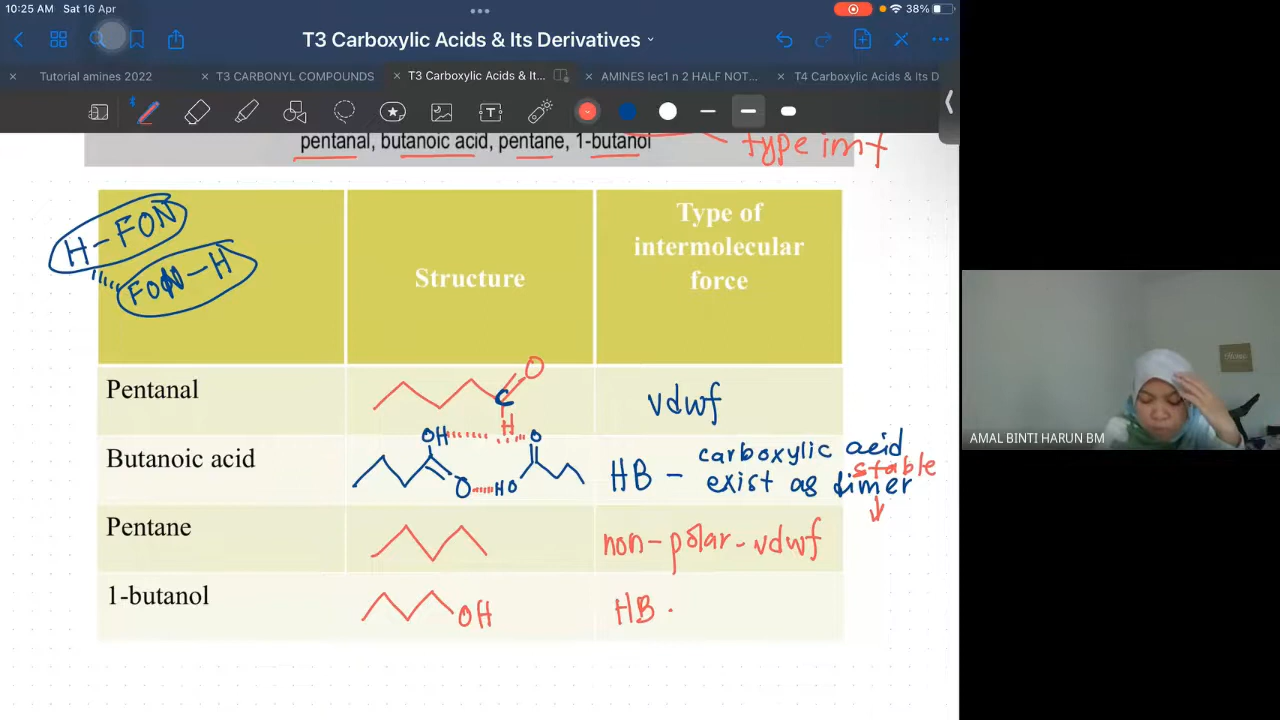 10:25 AM Sat 16 Apr
38%
T3 Carboxylic Acids & Its Derivatives
Tutorial amines 2022
T3 CARBONYL COMPOUNDS
T3 Carboxylic Acids & It...
AMINES lec1 n 2 HALF NOT...
T4 Carboxylic Acids & Its D
pentanal, butanoic acid, pentane, 1-butanol
type imf
H-FON
FON-H
Structure
Type of
intermolecular
force
Pentanal
C
O
H
vdwf
Butanoic acid
OH
O
O
HO
HB - carboxylic acid
stable
exist as dimer
Pentane
non-polar-vdwf
1-butanol
OH
HB
Home
AMAL BINTI HARUN BM